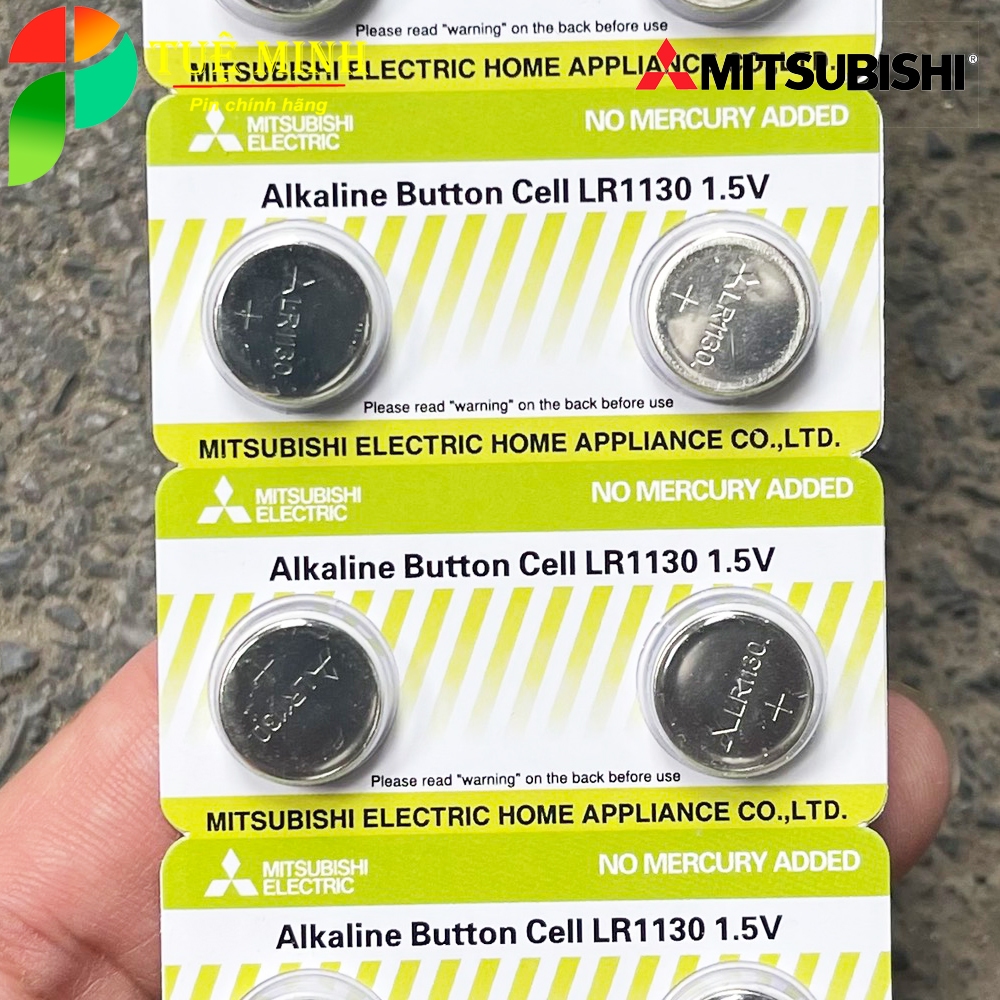 Please read "warning" on the back before use
TUỆ MINH
MITSUBISHI ELECTRIC HOME APPLIANCE CO.,LTD.
MITSUBISHI®
Pin chính hãng
MITSUBISHI
ELECTRIC
NO MERCURY ADDED
Alkaline Button Cell LR1130 1.5V
+ LR1130.
+ LR1130.
Please read "warning" on the back before use
MITSUBISHI ELECTRIC HOME APPLIANCE CO.,LTD.
MITSUBISHI
ELECTRIC
NO MERCURY ADDED
Alkaline Button Cell LR1130 1.5V
+ LR1130
LR1130. +
Please read "warning" on the back before use
MITSUBISHI ELECTRIC HOME APPLIANCE CO.,LTD.
MITSUBISHI
ELECTRIC
NO MERCURY ADDED
Alkaline Button Cell LR1130 1.5V